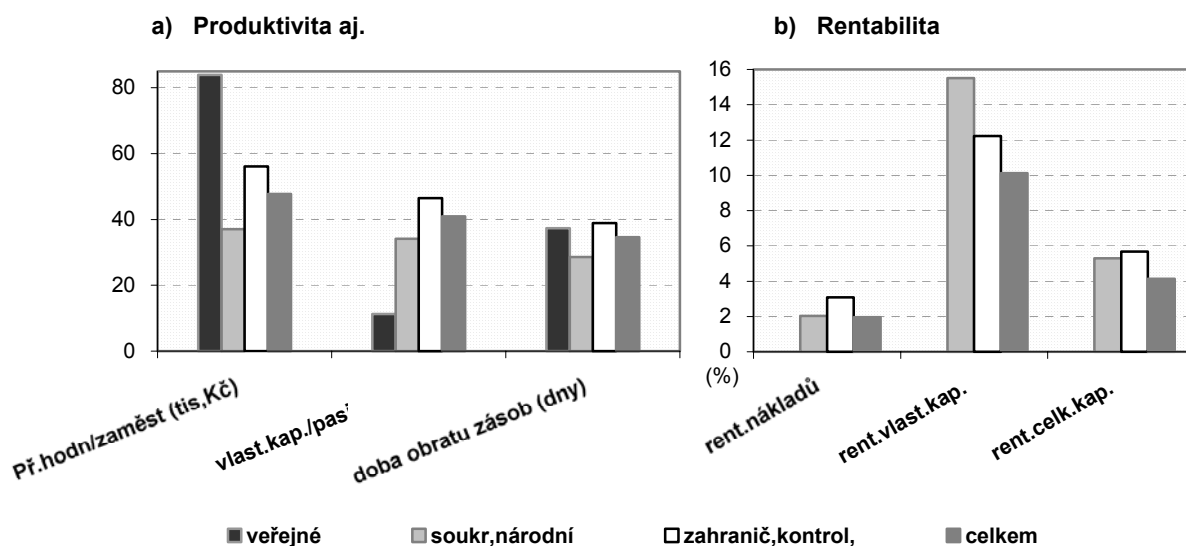 a) Produktivita aj.
80
60
40
20
0
Př.hodn/zaměst (tis,Kč)
vlast.kap./pasi
doba obratu zásob (dny)
b) Rentabilita
16
14
12
10
8
6
4
2
0
(%)
rent.nákladů
rent.vlast.kap.
rent.celk.kap.
veřejné soukr,národní zahranič,kontrol, celkem